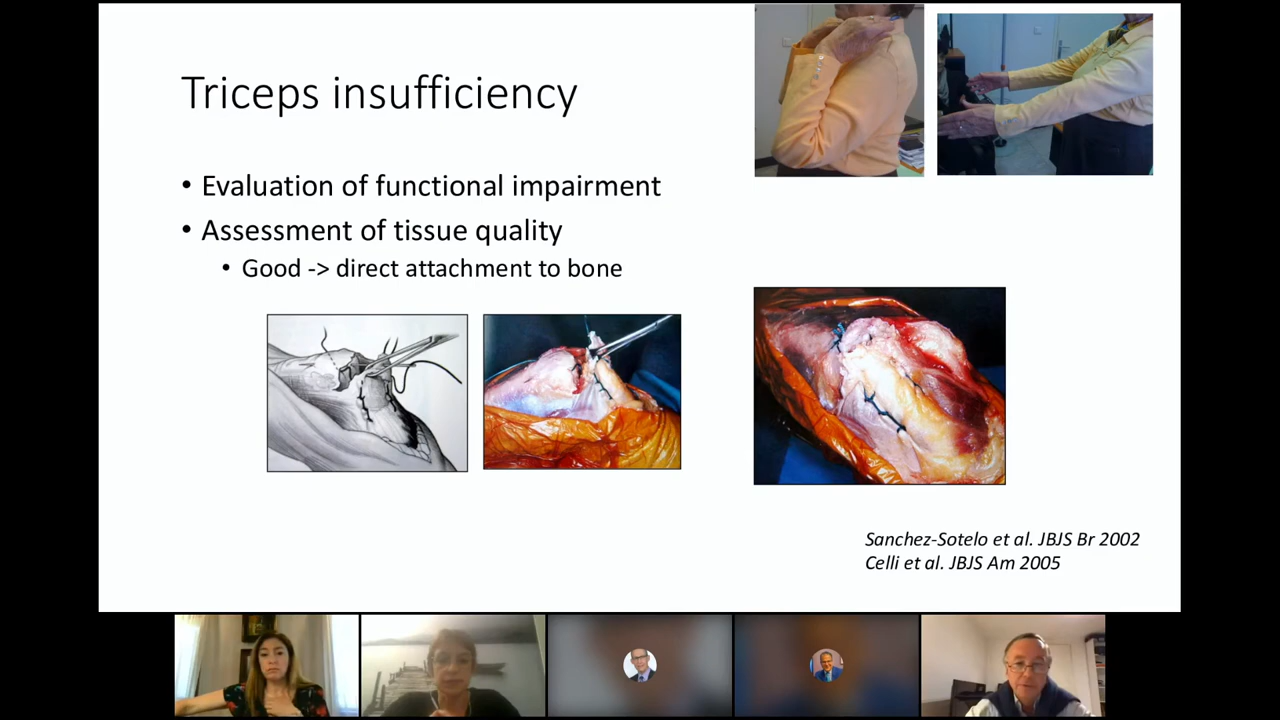 Triceps insufficiency
• Evaluation of functional impairment
• Assessment of tissue quality
• Good -> direct attachment to bone
Sanchez-Sotelo et al. JBJS Br 2002
Celli et al. JBJS Am 2005